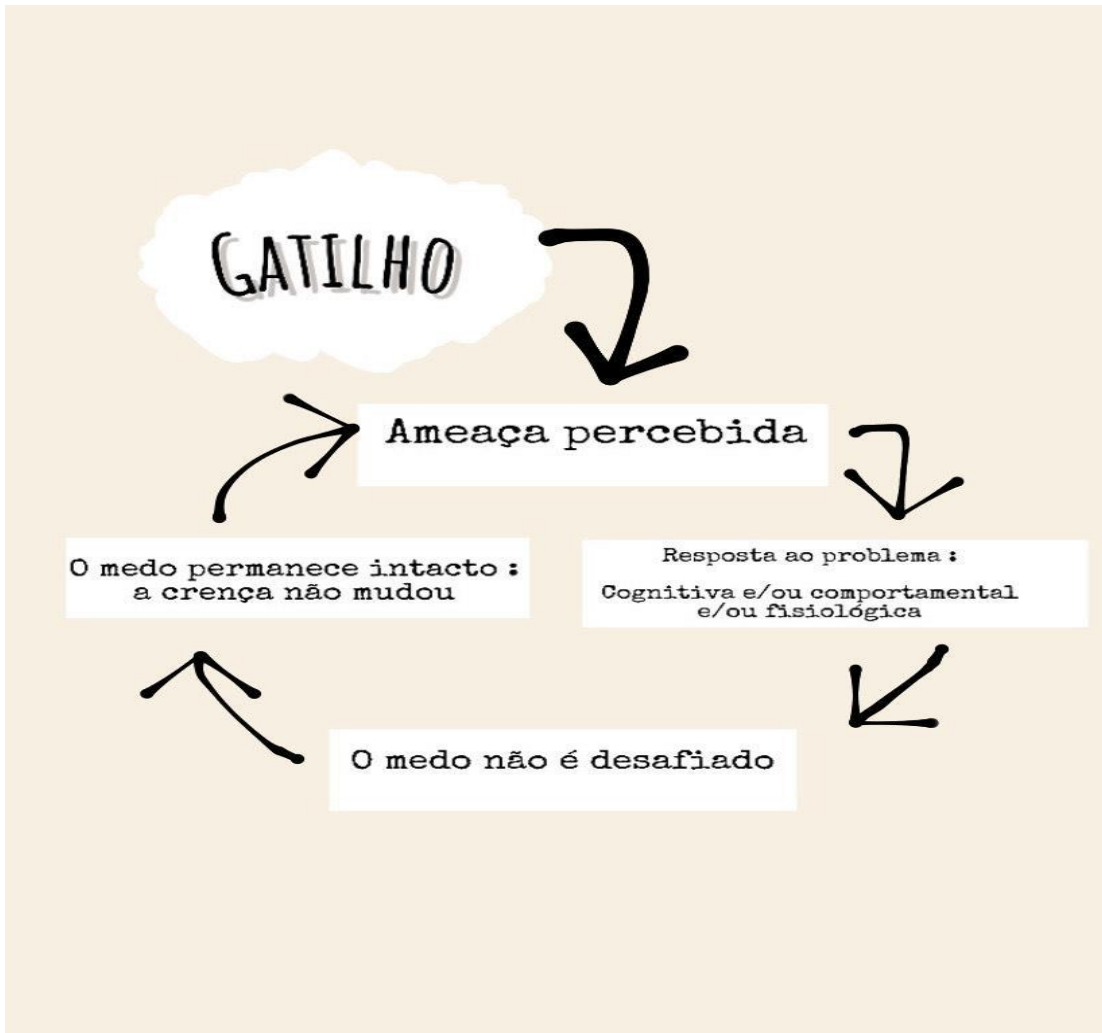 GATILHO
Ameaça percebida
Resposta ao problema :
Cognitiva e/ou comportamental
e/ou fisiológica
O medo não é desafiado
O medo permanece intacto :
a crença não mudou